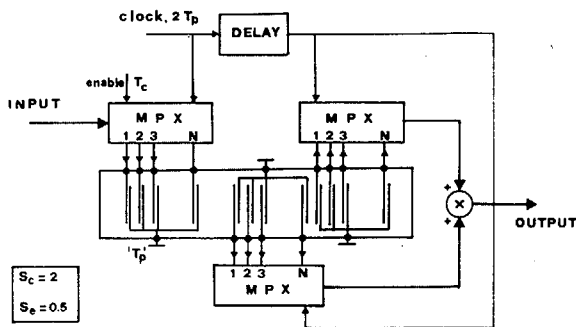 clock, 2 Tp
DELAY
enable Tc
INPUT
M P X
1 2 3 N
M P X
1 2 3 N
+
×
+
OUTPUT
'Tp'
1 2 3 N
M P X
Sc = 2
Se = 0.5